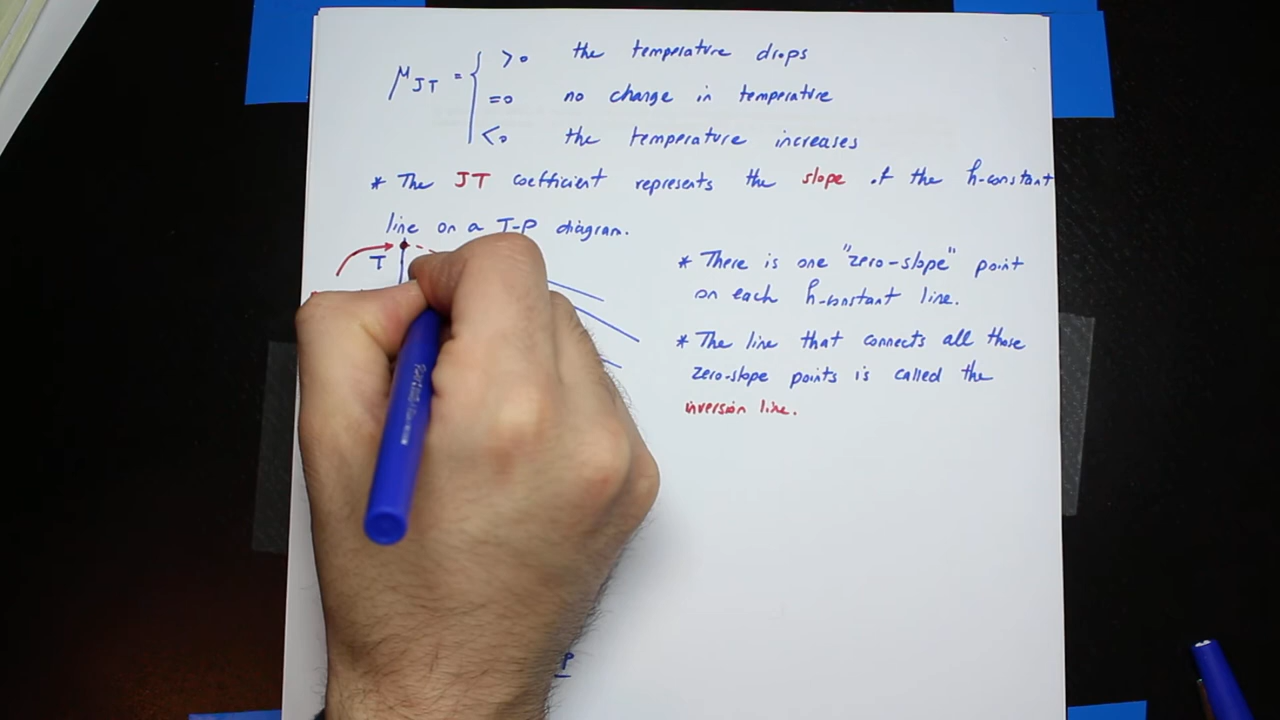 μJT = { >0 the temperature drops
=0 no change in temperature
<0 the temperature increases
* The JT coefficient represents the slope of the h-constant
line on a T-P diagram.
T
* There is one "zero-slope" point
on each h-constant line.
* The line that connects all those
zero-slope points is called the
inversion line.
P